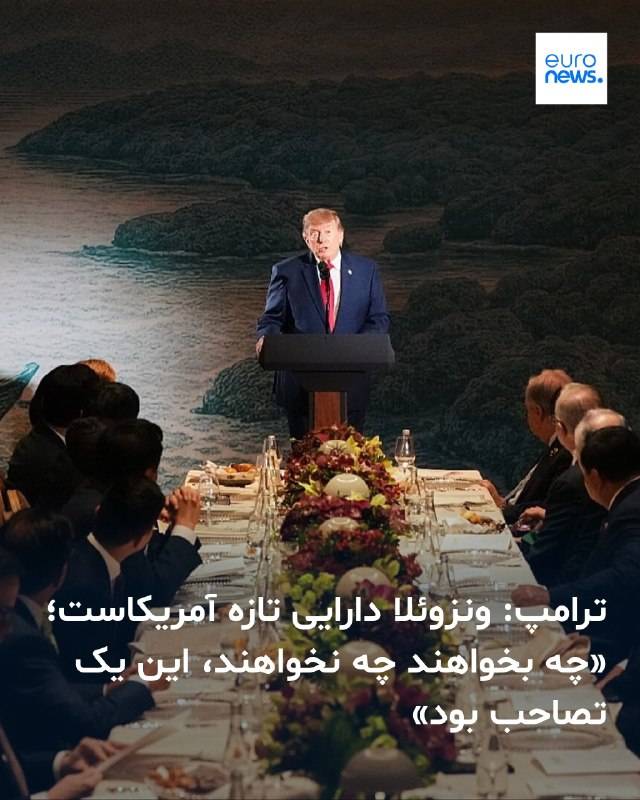 euro
news.
ترامپ: ونزوئلا دارایی تازه آمریکاست؛
«چه بخواهند چه نخواهند، این یک
تصاحب بود»